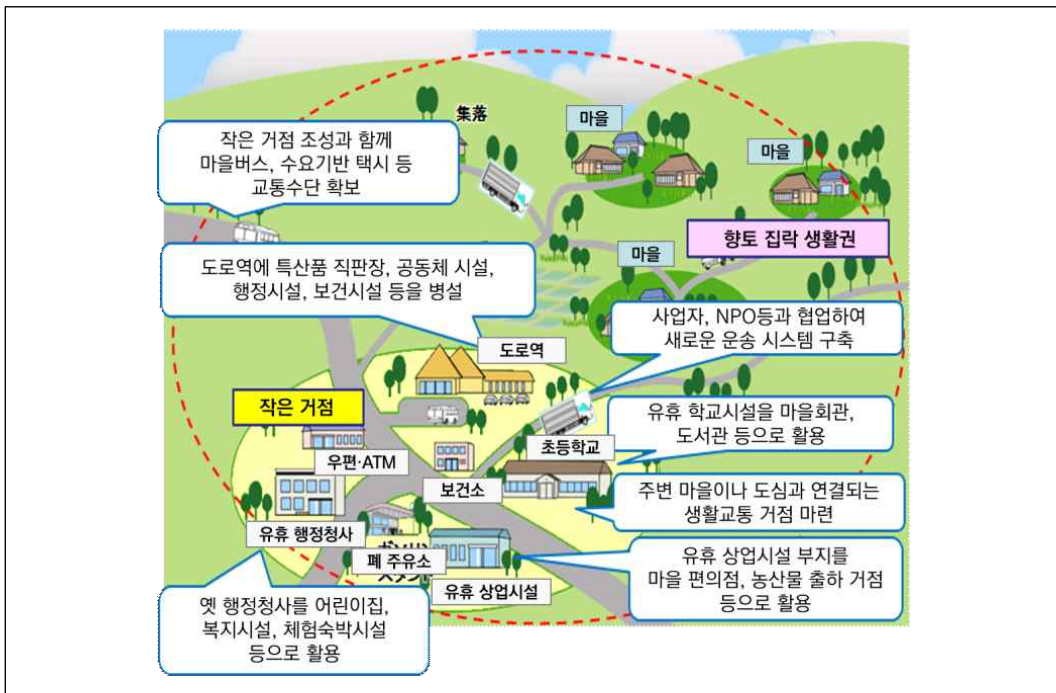 集落
마을
마을
작은 거점 조성과 함께
마을버스, 수요기반 택시 등
교통수단 확보
향토 집락 생활권
마을
도로역에 특산품 직판장, 공동체 시설,
행정시설, 보건시설 등을 병설
사업자, NPO등과 협업하여
새로운 운송 시스템 구축
도로역
작은 거점
유휴 학교시설을 마을회관,
도서관 등으로 활용
초등학교
우편·ATM
보건소
주변 마을이나 도심과 연결되는
생활교통 거점 마련
유휴 행정청사
폐 주유소
유휴 상업시설
유휴 상업시설 부지를
마을 편의점, 농산물 출하 거점
등으로 활용
옛 행정청사를 어린이집,
복지시설, 체험숙박시설
등으로 활용